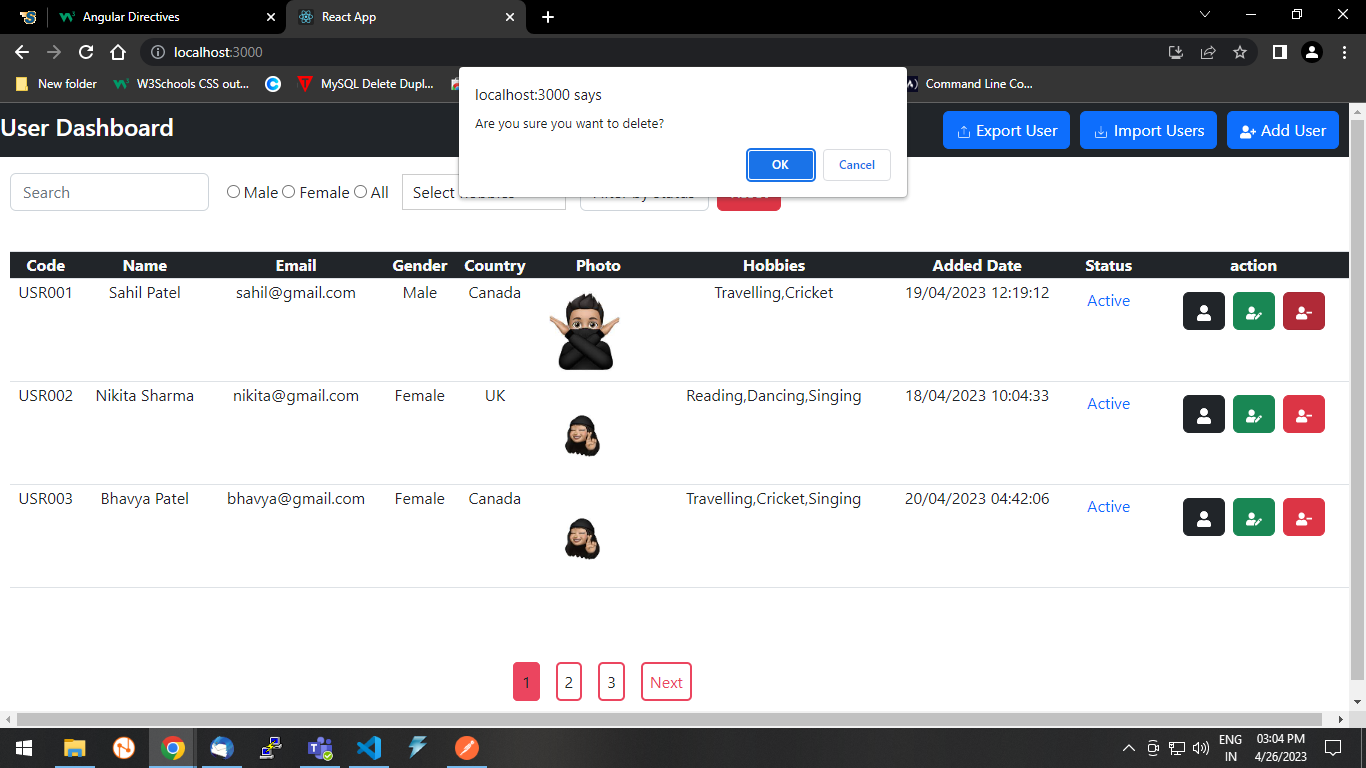 Angular Directives
React App
localhost:3000
New folder
W3Schools CSS out...
MySQL Delete Dupl...
Command Line Co...
localhost:3000 says
Are you sure you want to delete?
OK
Cancel
User Dashboard
Export User
Import Users
Add User
Search
Male
Female
All
Code Name Email Gender Country Photo Hobbies Added Date Status action
USR001 Sahil Patel sahil@gmail.com Male Canada Travelling,Cricket 19/04/2023 12:19:12 Active
USR002 Nikita Sharma nikita@gmail.com Female UK Reading,Dancing,Singing 18/04/2023 10:04:33 Active
USR003 Bhavya Patel bhavya@gmail.com Female Canada Travelling,Cricket,Singing 20/04/2023 04:42:06 Active
1 2 3 Next
ENG
IN
03:04 PM
4/26/2023